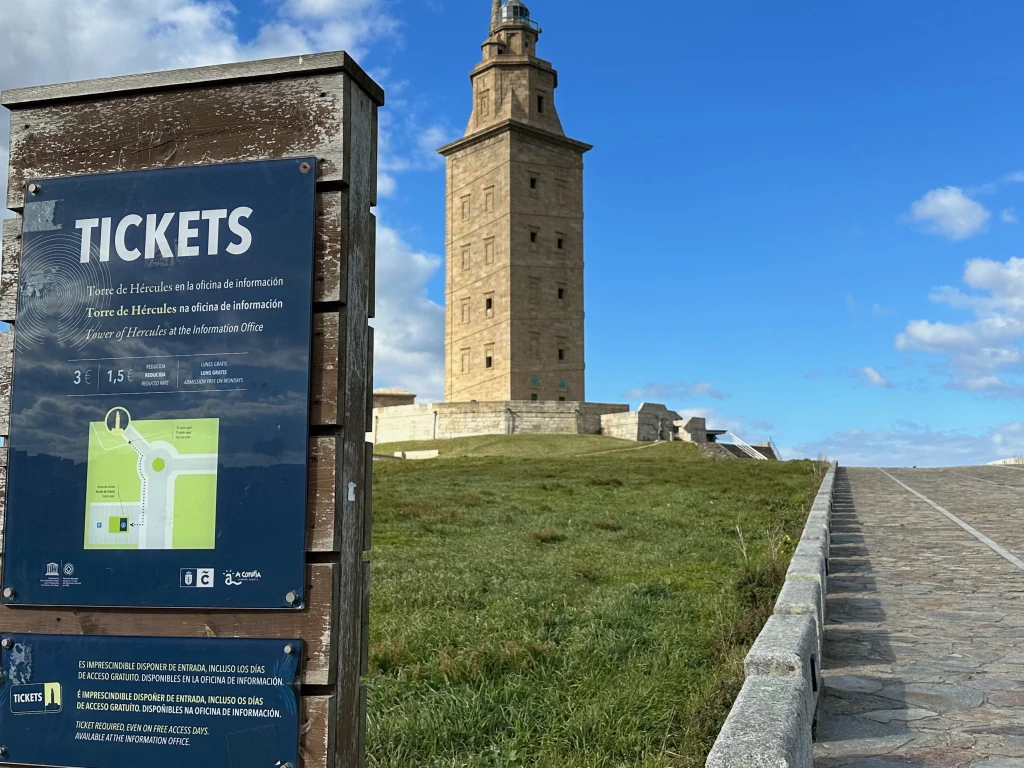 TICKETS
Torre de Hércules en la oficina de información
Torre de Hércules na oficina de información
Tower of Hercules at the Information Office
3 €
1,5 €
REDUCIDA
REDUCIDA
REDUCED RATE
LUNES GRATIS
LUNS GRATIS
ADMISSION FREE ON MONDAYS
A CORUÑA
TICKETS
ES IMPRESCINDIBLE DISPONER DE ENTRADA, INCLUSO LOS DÍAS
DE ACCESO GRATUITO. DISPONIBLES EN LA OFICINA DE INFORMACIÓN.
É IMPRESCINDIBLE DISPOÑER DE ENTRADA, INCLUSO OS DÍAS
DE ACCESO GRATUITO. DISPOÑIBLES NA OFICINA DE INFORMACIÓN.
TICKET REQUIRED, EVEN ON FREE ACCESS DAYS.
AVAILABLE AT THE INFORMATION OFFICE.